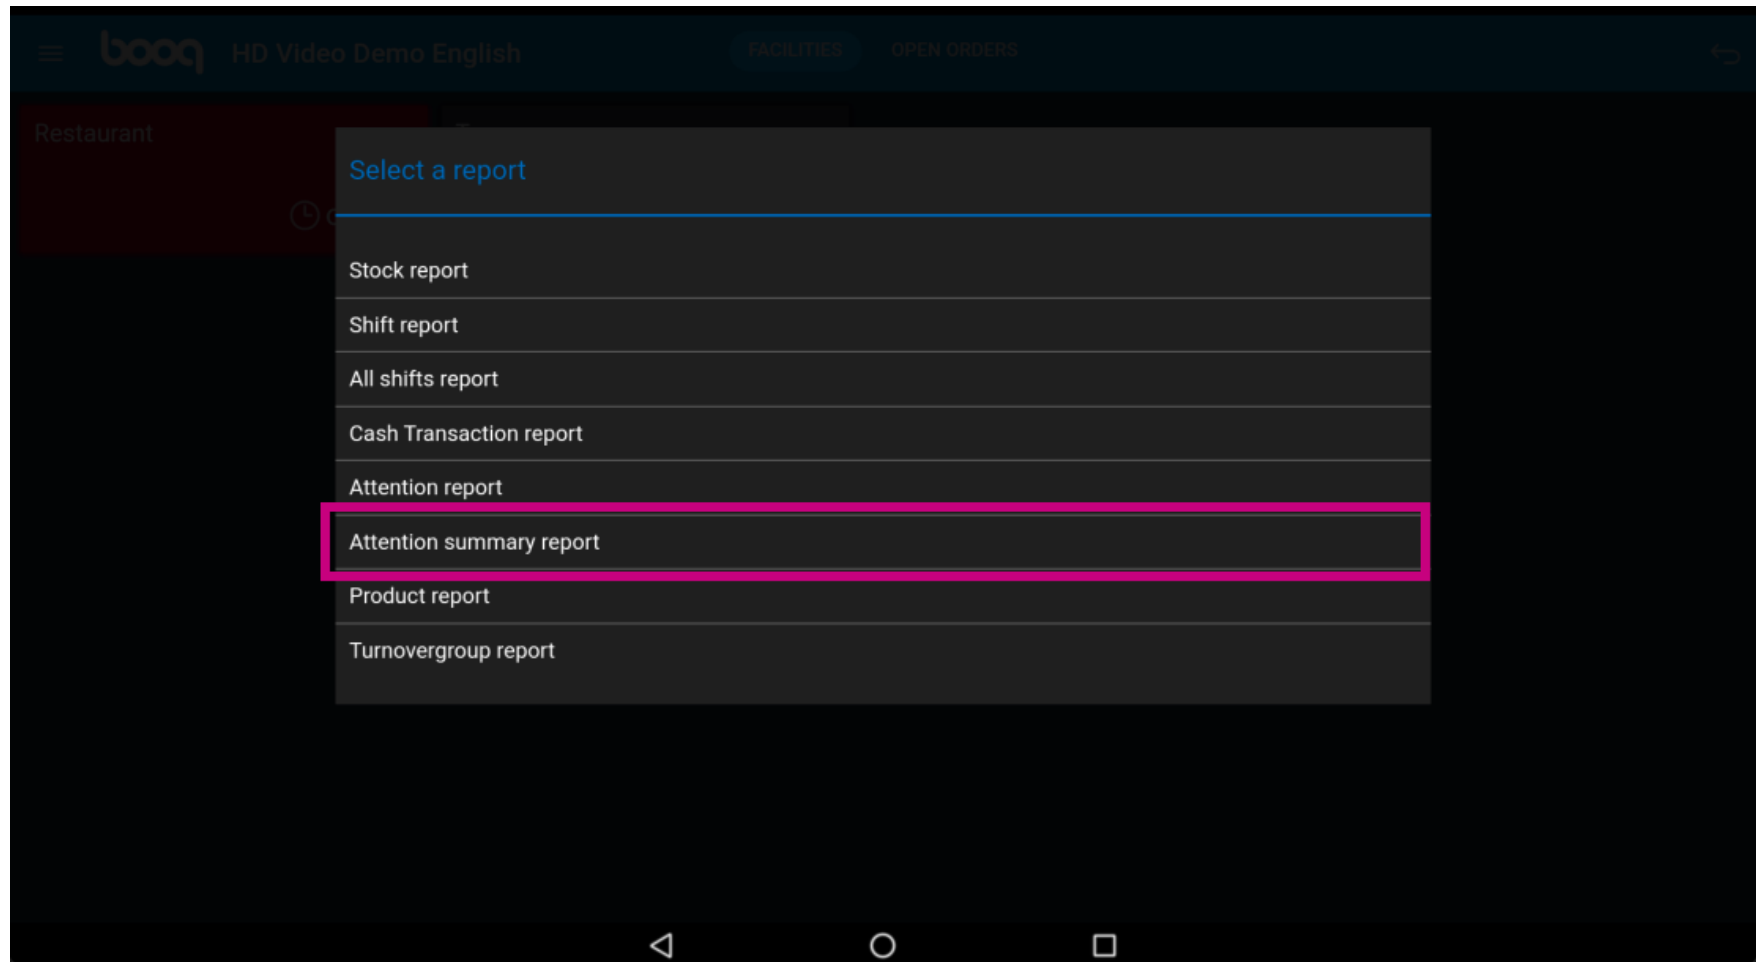 booq HD Video Demo English FACILITIES OPEN ORDERS
Restaurant
Select a report
Stock report
Shift report
All shifts report
Cash Transaction report
Attention report
Attention summary report
Product report
Turnovergroup report